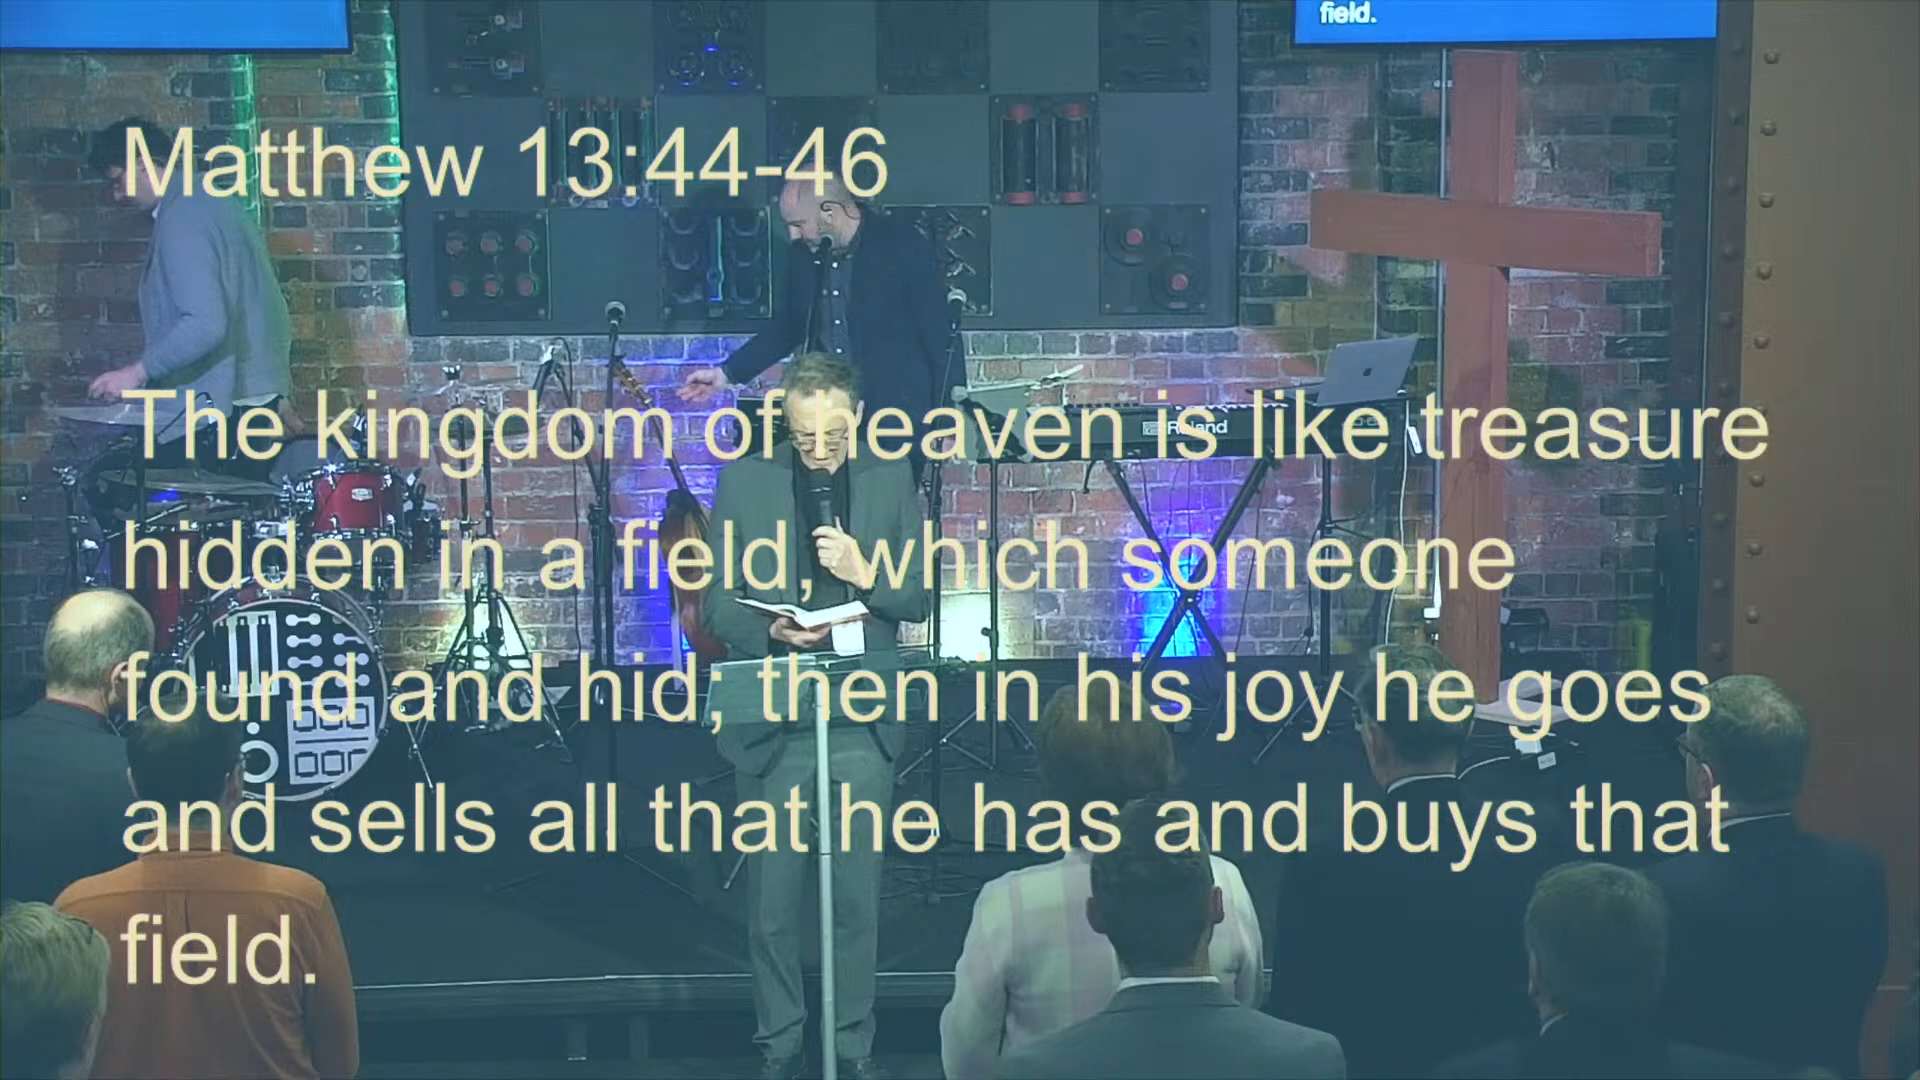 field.
Matthew 13:44-46
The kingdom of heaven is like treasure
hidden in a field, which someone
found and hid; then in his joy he goes
and sells all that he has and buys that
field.
Roland